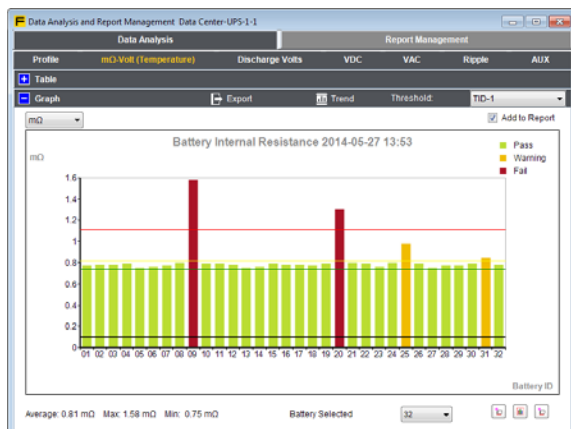 Data Analysis and Report Management Data Center-UPS-1-1
Data Analysis Report Management
Profile mΩ-Volt (Temperature) Discharge Volts VDC VAC Ripple AUX
Table
Graph Export Trend Threshold: TID-1
mΩ Add to Report
Battery Internal Resistance 2014-05-27 13:53
mΩ
Pass
Warning
Fail
1.6
1.4
1.2
1
0.8
0.6
0.4
0.2
0
01 02 03 04 05 06 07 08 09 10 11 12 13 14 15 16 17 18 19 20 21 22 23 24 25 26 27 28 29 30 31 32
Battery ID
Average: 0.81 mΩ Max: 1.58 mΩ Min: 0.75 mΩ Battery Selected 32